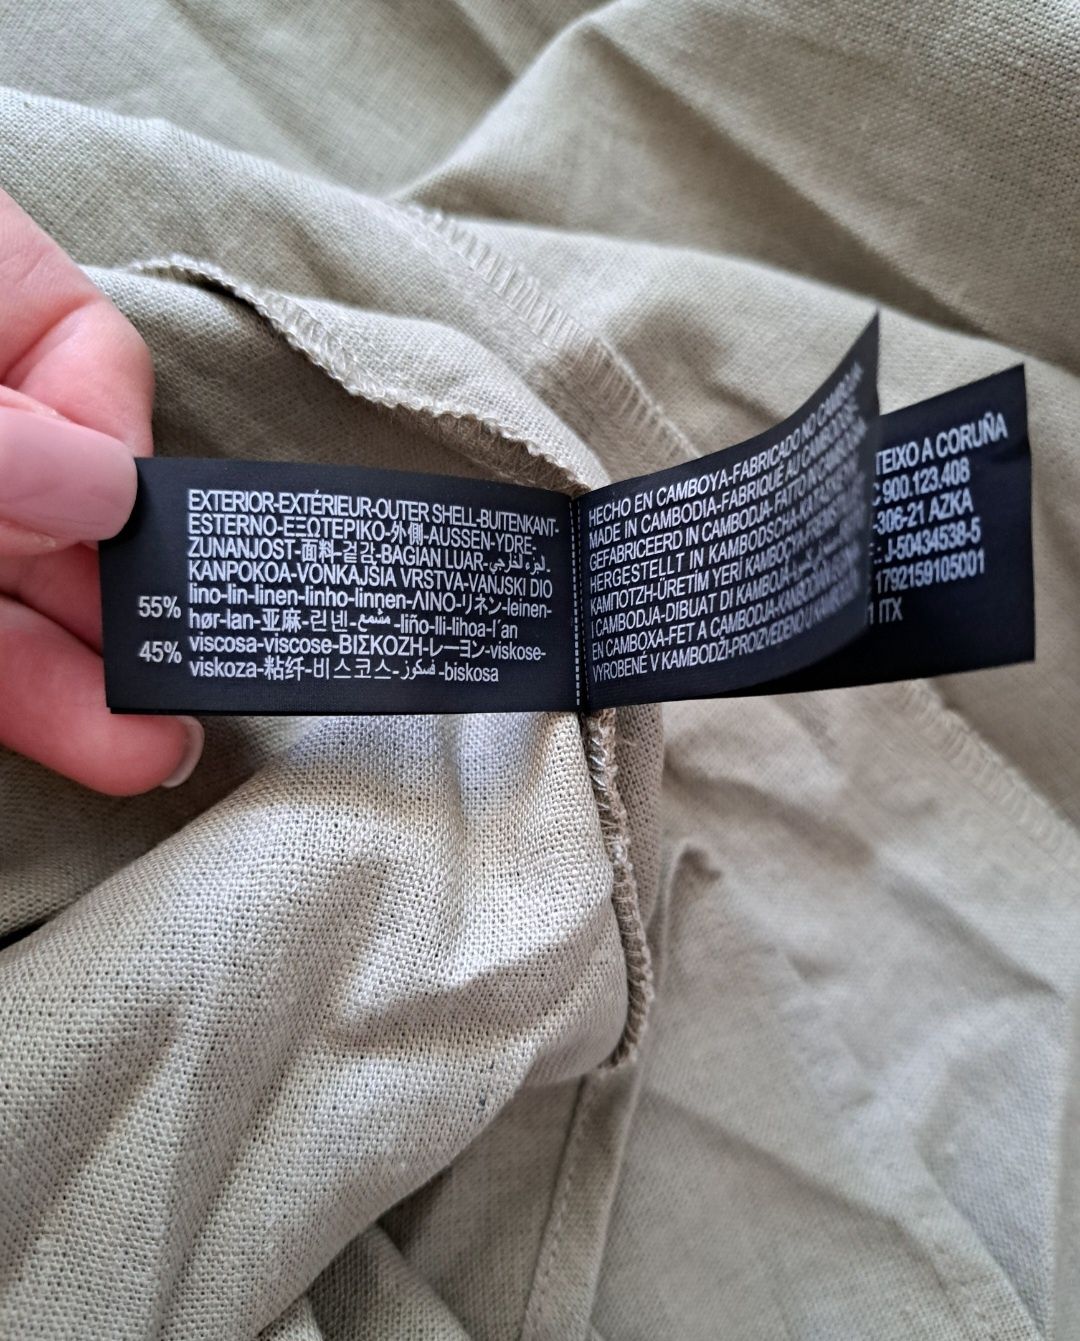 EXTERIOR-EXTÉRIEUR-OUTER SHELL-BUITENKANT-
ESTERNO-ΕΞΩΤΕΡΙΚΟ-外側-AUSSEN-YDRE-
ZUNANJOST-面料-겉감-BAGIAN LUAR-الجزء الخارجي-
KANPOKOA-VONKAJŠIA VRSTVA-VANJSKI DIO
55% lino-lin-linen-linho-linnen-ΛΙΝΟ-リネン-leinen-
hør-lan-亚麻-린넨-liño-lli-lihoa-l'an
45% viscosa-viscose-ΒΙΣΚΟΖΗ-レーヨン-viskose-
viskoza-粘纤-비스코스-فسكوز-biskosa
HECHO EN CAMBOYA-FABRICADO NO CAMBOJA
MADE IN CAMBODIA-FABRIQUÉ AU CAMBODGE-
GEFABRICEERD IN CAMBODJA-FATTO IN CAMBOGIA
HERGESTELLT IN KAMBODSCHA-
ΚΑΜΠΟΤΖΗ-ÜRETİM YERİ KAMBOÇYA-
I CAMBODJA-DIBUAT DI KAMBOJA-
EN CAMBOXA-FET A CAMBODJA-
VYROBENÉ V KAMBODŽI-PROIZVEDENO U
TEIXO A CORUÑA
900.123.408
-306-21 AZKA
: J-50434538-5
1792159105001
ITX